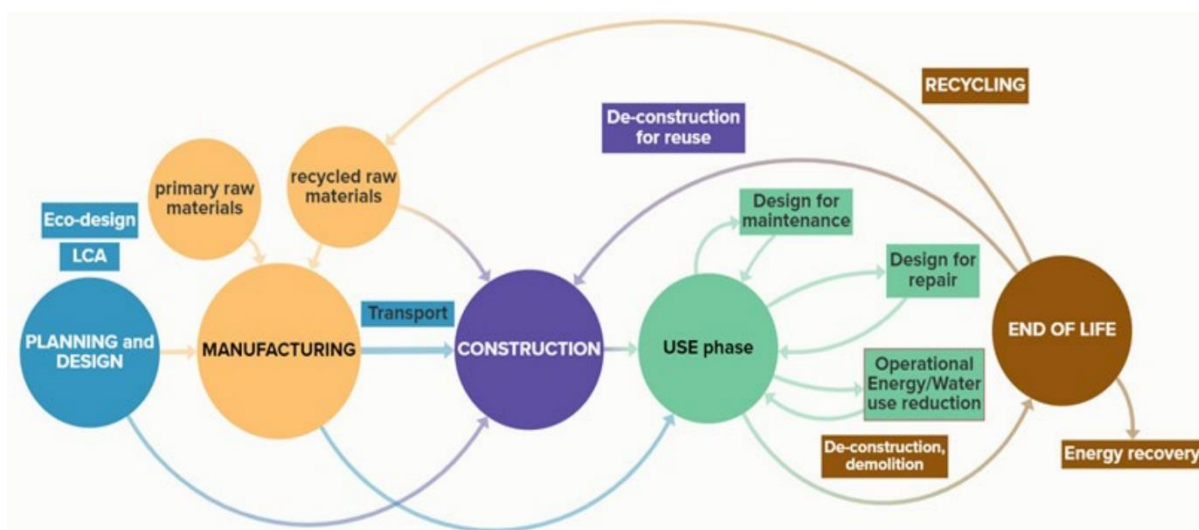 RECYCLING
De-construction
for reuse
primary raw
materials
recycled raw
materials
Eco-design
LCA
Design for
maintenance
Design for
repair
Transport
PLANNING and
DESIGN
MANUFACTURING
CONSTRUCTION
USE phase
END OF LIFE
Operational
Energy/Water
use reduction
De-construction,
demolition
Energy recovery